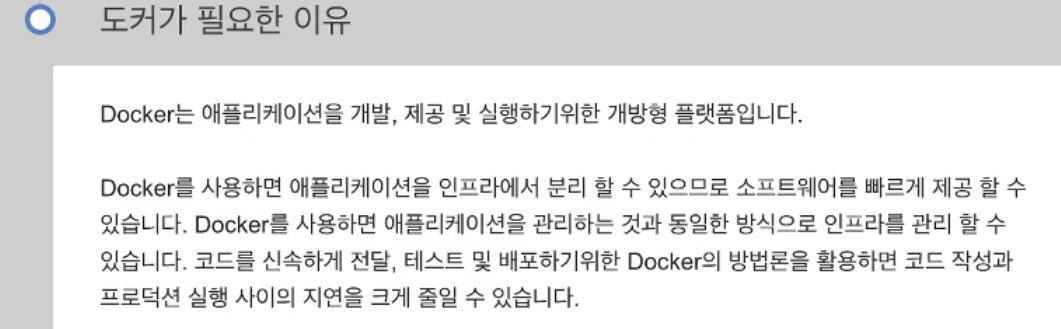 도커가 필요한 이유
Docker는 애플리케이션을 개발, 제공 및 실행하기위한 개방형 플랫폼입니다.
Docker를 사용하면 애플리케이션을 인프라에서 분리 할 수 있으므로 소프트웨어를 빠르게 제공 할 수
있습니다. Docker를 사용하면 애플리케이션을 관리하는 것과 동일한 방식으로 인프라를 관리 할 수
있습니다. 코드를 신속하게 전달, 테스트 및 배포하기위한 Docker의 방법론을 활용하면 코드 작성과
프로덕션 실행 사이의 지연을 크게 줄일 수 있습니다.